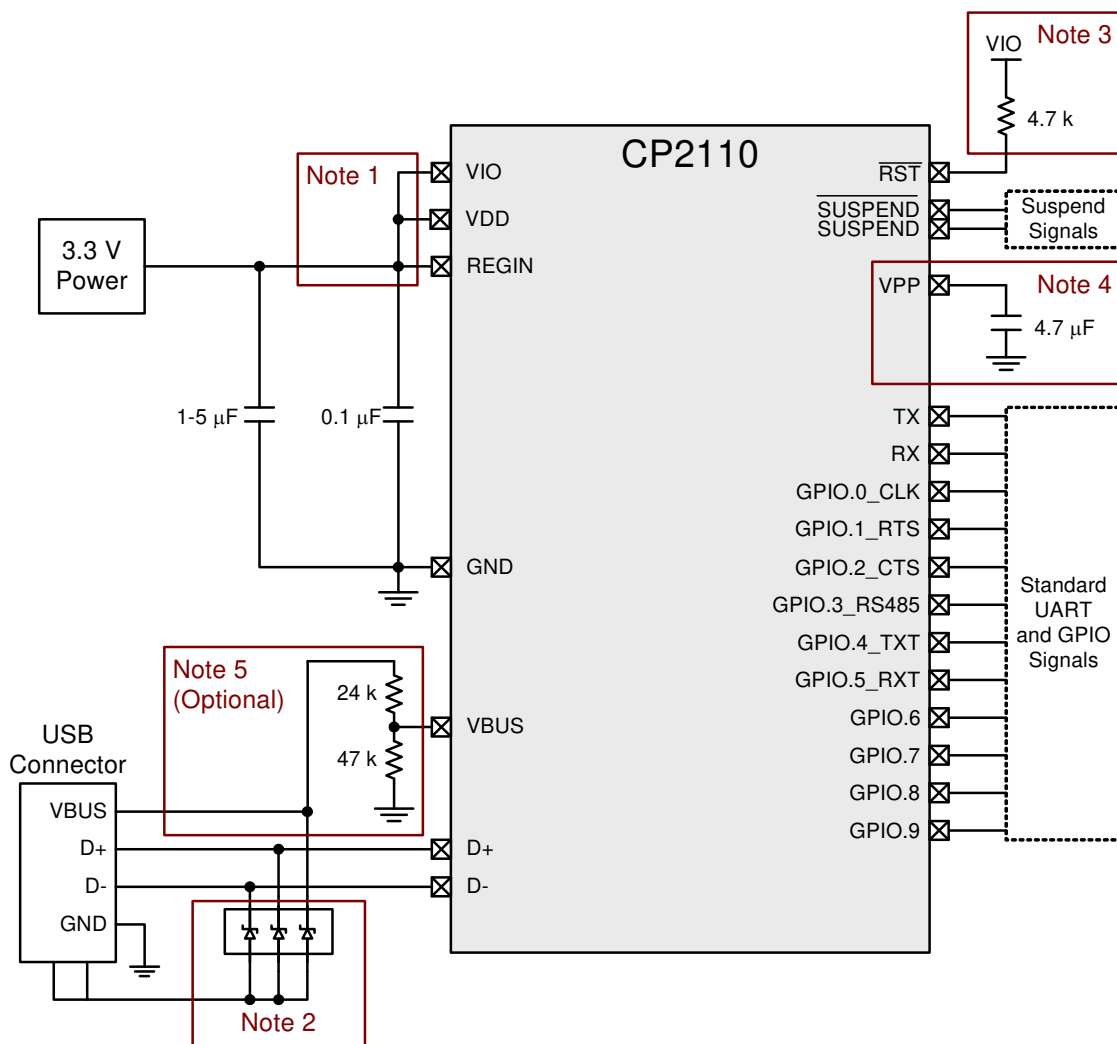 CP2110
Note 1
VIO
VDD
REGIN
3.3 V
Power
1-5 μF
0.1 μF
GND
Note 5
(Optional)
24 k
47 k
VBUS
USB
Connector
VBUS
D+
D-
GND
D+
D-
Note 2
Note 3
VIO
4.7 k
RST
SUSPEND
SUSPEND
Suspend
Signals
Note 4
VPP
4.7 μF
TX
RX
GPIO.0_CLK
GPIO.1_RTS
GPIO.2_CTS
GPIO.3_RS485
GPIO.4_TXT
GPIO.5_RXT
GPIO.6
GPIO.7
GPIO.8
GPIO.9
Standard
UART
and GPIO
Signals